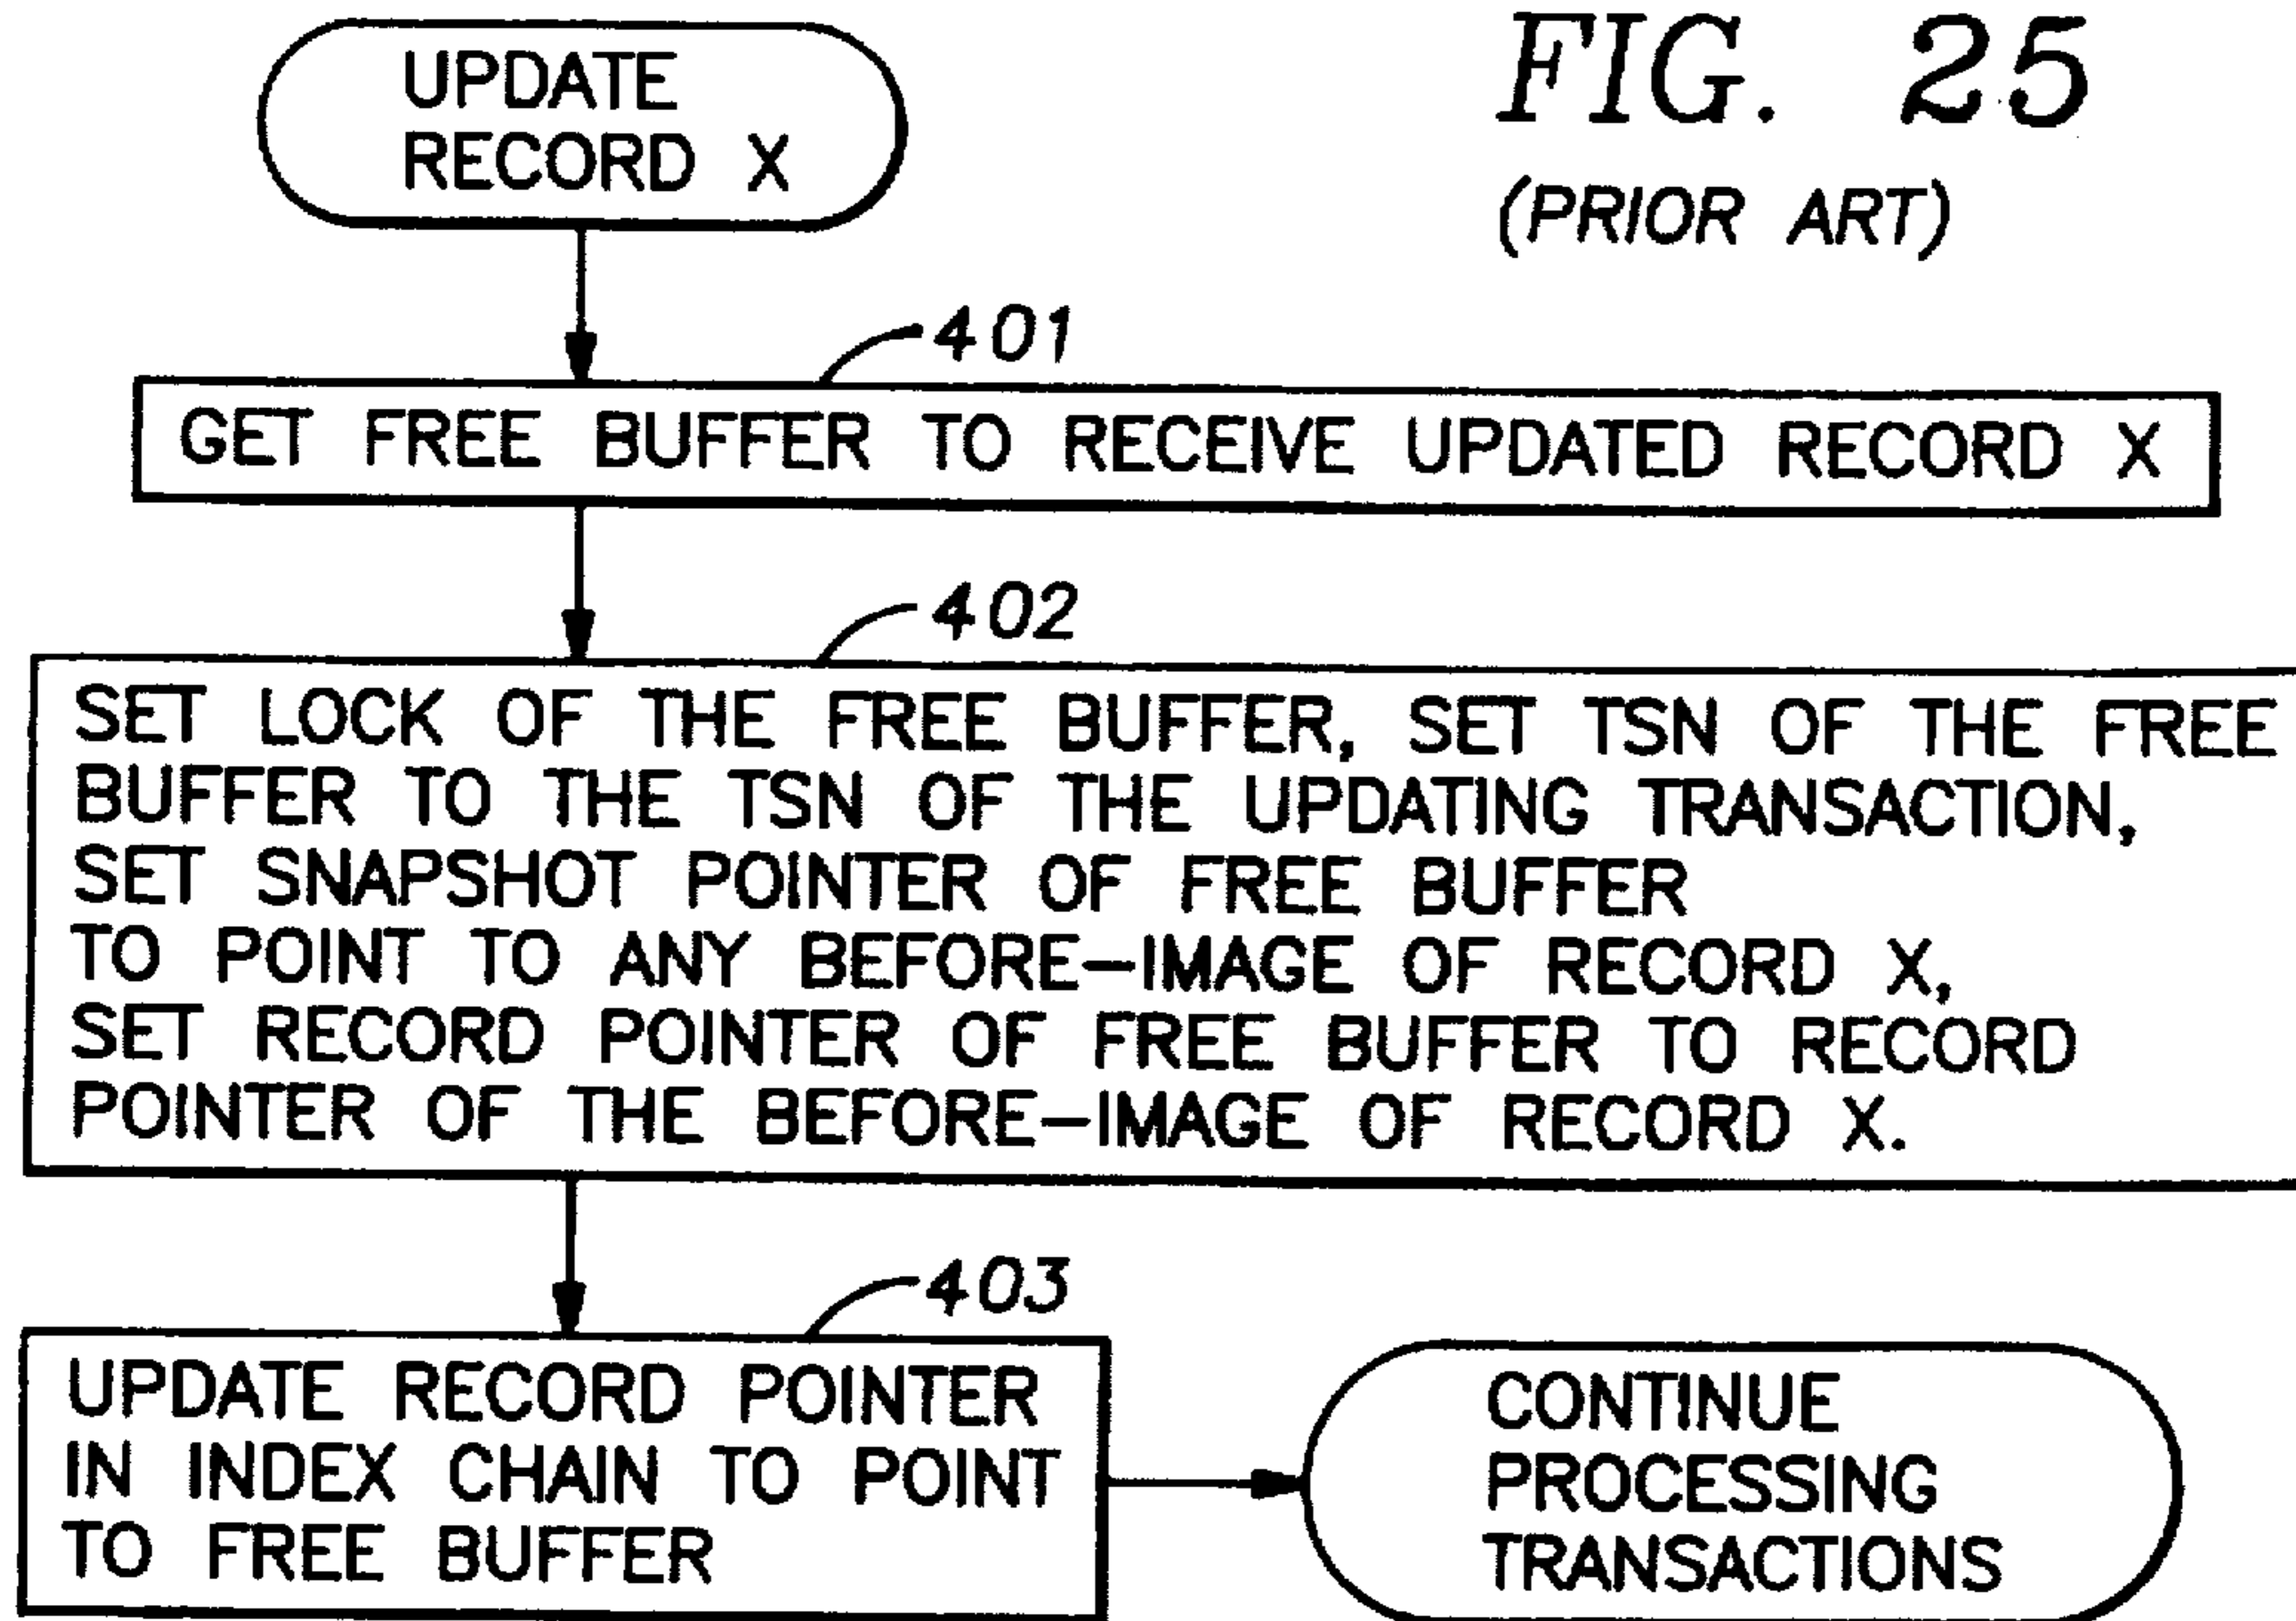 FIG. 25
(PRIOR ART)
UPDATE
RECORD X
401
GET FREE BUFFER TO RECEIVE UPDATED RECORD X
402
SET LOCK OF THE FREE BUFFER, SET TSN OF THE FREE
BUFFER TO THE TSN OF THE UPDATING TRANSACTION,
SET SNAPSHOT POINTER OF FREE BUFFER
TO POINT TO ANY BEFORE-IMAGE OF RECORD X,
SET RECORD POINTER OF FREE BUFFER TO RECORD
POINTER OF THE BEFORE-IMAGE OF RECORD X.
403
UPDATE RECORD POINTER
IN INDEX CHAIN TO POINT
TO FREE BUFFER
CONTINUE
PROCESSING
TRANSACTIONS